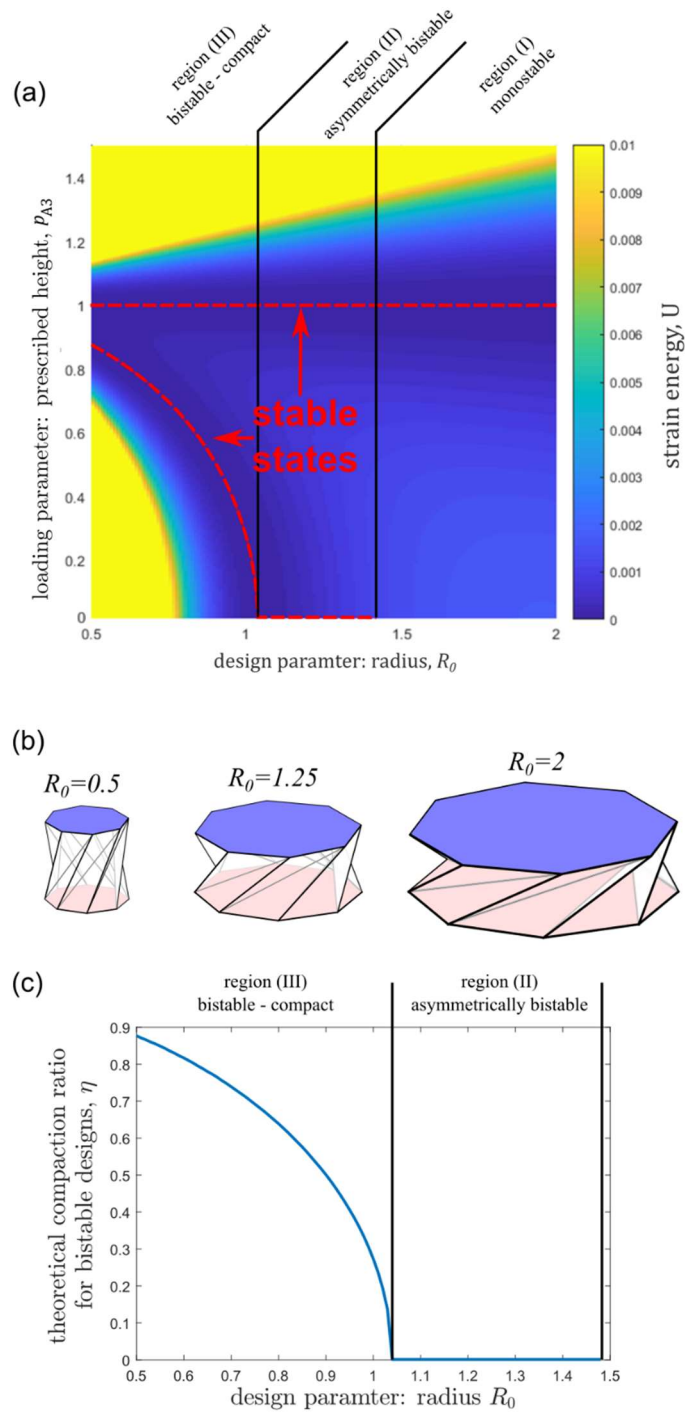 region (III)
bistable - compact
region (II)
asymmetrically bistable
region (I)
monostable
(a)
loading parameter: prescribed height, pA3
1.4
1.2
1
0.8
0.6
0.4
0.2
0
stable
states
0.5
1
1.5
2
design paramter: radius, R0
0.01
0.009
0.008
0.007
0.006
0.005
0.004
0.003
0.002
0.001
0
strain energy, U
(b)
R0=0.5
R0=1.25
R0=2
(c)
region (III)
bistable - compact
region (II)
asymmetrically bistable
theoretical compaction ratio
for bistable designs, η
0.9
0.8
0.7
0.6
0.5
0.4
0.3
0.2
0.1
0
0.5
0.6
0.7
0.8
0.9
1
1.1
1.2
1.3
1.4
1.5
design paramter: radius R0